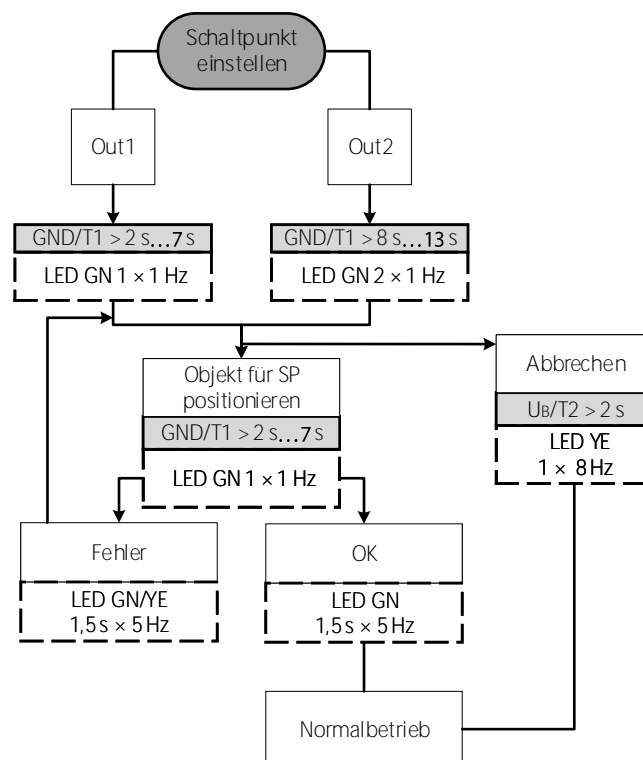 Schaltpunkt
einstellen
Out1
Out2
GND/T1 > 2 s...7 s
LED GN 1 × 1 Hz
GND/T1 > 8 s...13 s
LED GN 2 × 1 Hz
Objekt für SP
positionieren
GND/T1 > 2 s...7 s
LED GN 1 × 1 Hz
Abbrechen
UB/T2 > 2 s
LED YE
1 × 8 Hz
Fehler
LED GN/YE
1,5 s × 5 Hz
OK
LED GN
1,5 s × 5 Hz
Normalbetrieb